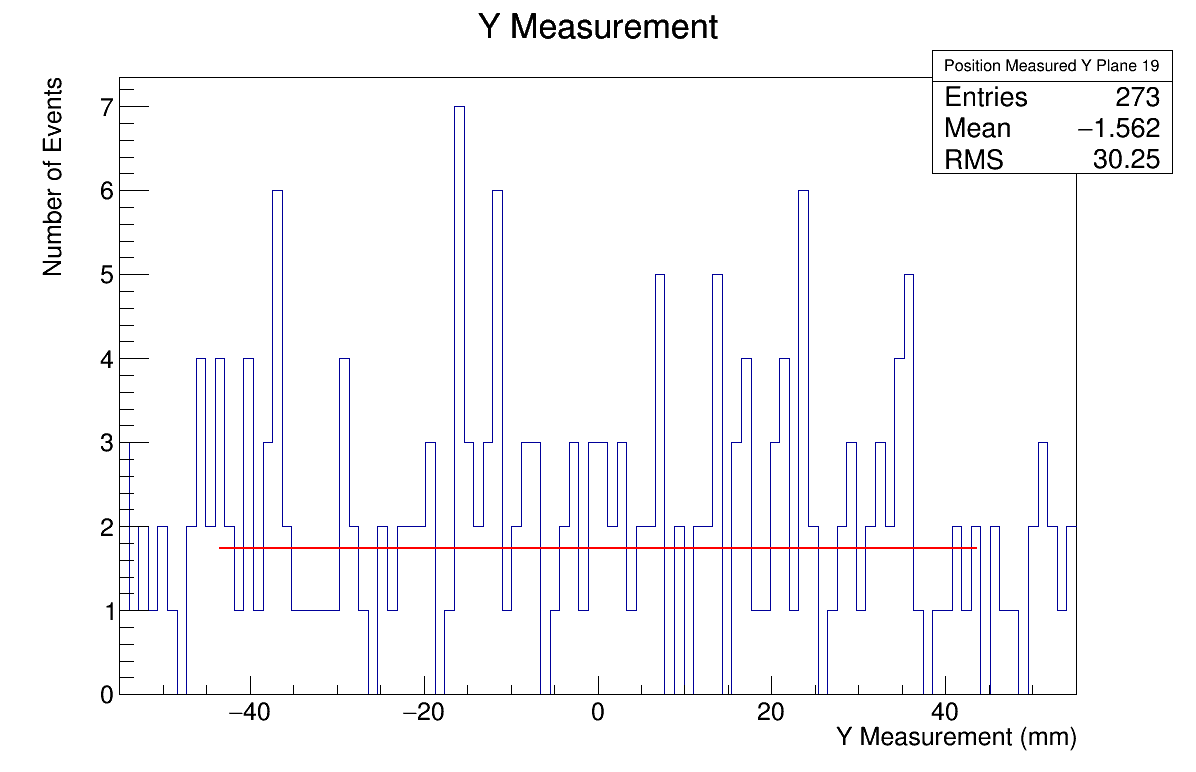 Y Measurement
Position Measured Y Plane 19
Entries 273
Mean −1.562
RMS 30.25
Number of Events
7
6
5
4
3
2
1
0
−40 −20 0 20 40
Y Measurement (mm)